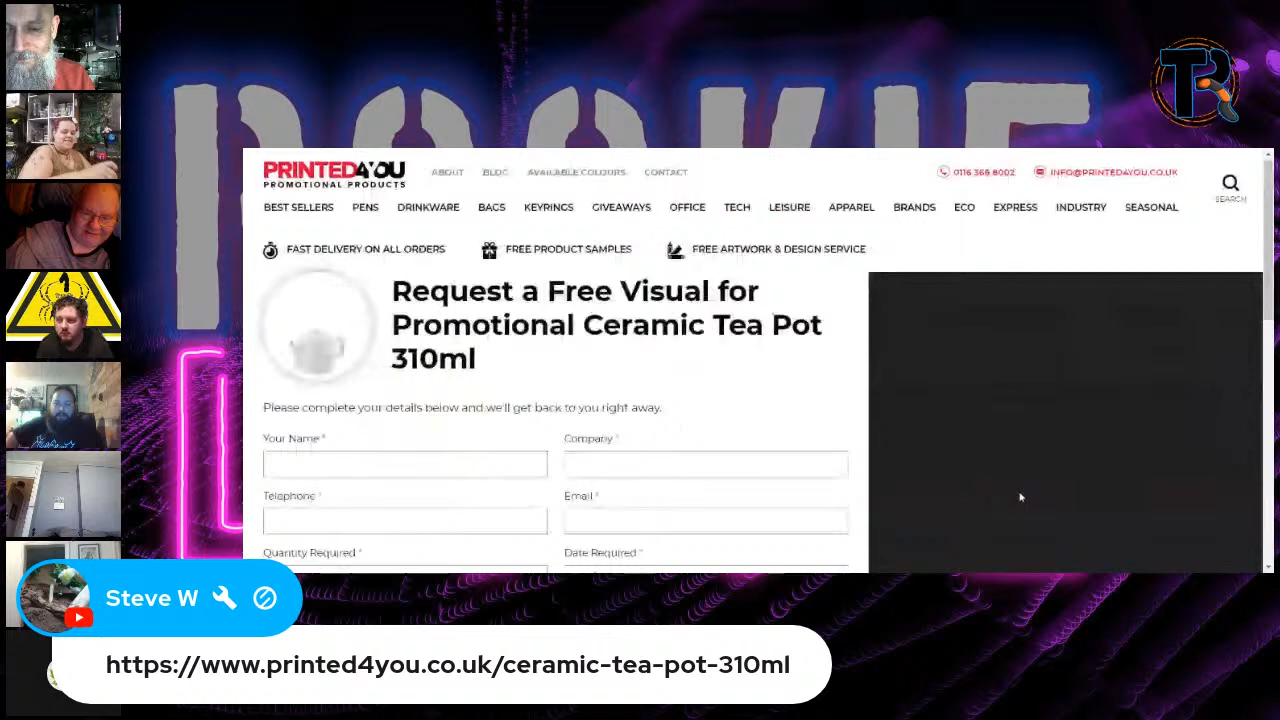 ROOKIE
TR
PRINTED4YOU
PROMOTIONAL PRODUCTS
ABOUT BLOG AVAILABLE COLOURS CONTACT
0116 366 8002 INFO@PRINTED4YOU.CO.UK
SEARCH
BEST SELLERS PENS DRINKWARE BAGS KEYRINGS GIVEAWAYS OFFICE TECH LEISURE APPAREL BRANDS ECO EXPRESS INDUSTRY SEASONAL
FAST DELIVERY ON ALL ORDERS FREE PRODUCT SAMPLES FREE ARTWORK & DESIGN SERVICE
Request a Free Visual for
Promotional Ceramic Tea Pot
310ml
Please complete your details below and we'll get back to you right away.
Your Name * Company *
Telephone * Email *
Quantity Required * Date Required *
Steve W
https://www.printed4you.co.uk/ceramic-tea-pot-310ml